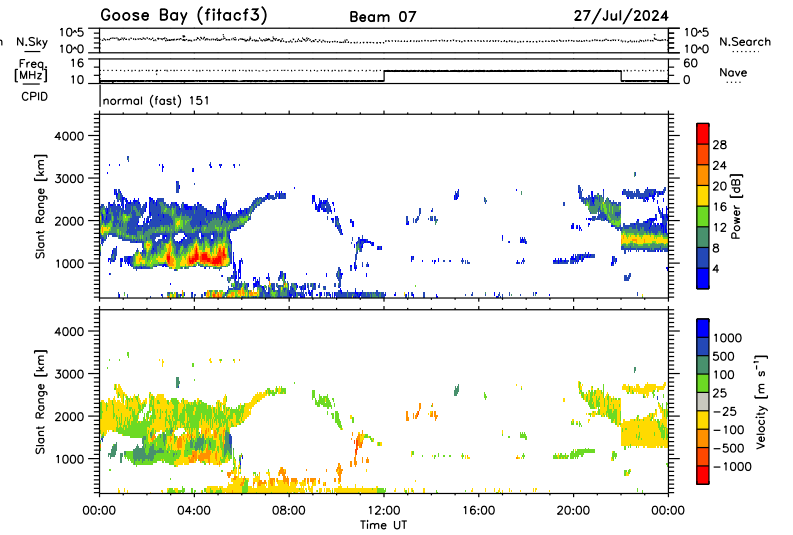 Goose Bay (fitacf3) Beam 07 27/Jul/2024
N.Sky 10^5 10^0 10^5 10^0 N.Search
Freq. [MHz] 16 10 60 0 Nave
CPID normal (fast) 151
Slant Range [km] 4000 3000 2000 1000
Power [dB] 28 24 20 16 12 8 4
Slant Range [km] 4000 3000 2000 1000
Velocity [m s⁻¹] 1000 500 100 25 −25 −100 −500 −1000
00:00 04:00 08:00 12:00 16:00 20:00 00:00
Time UT